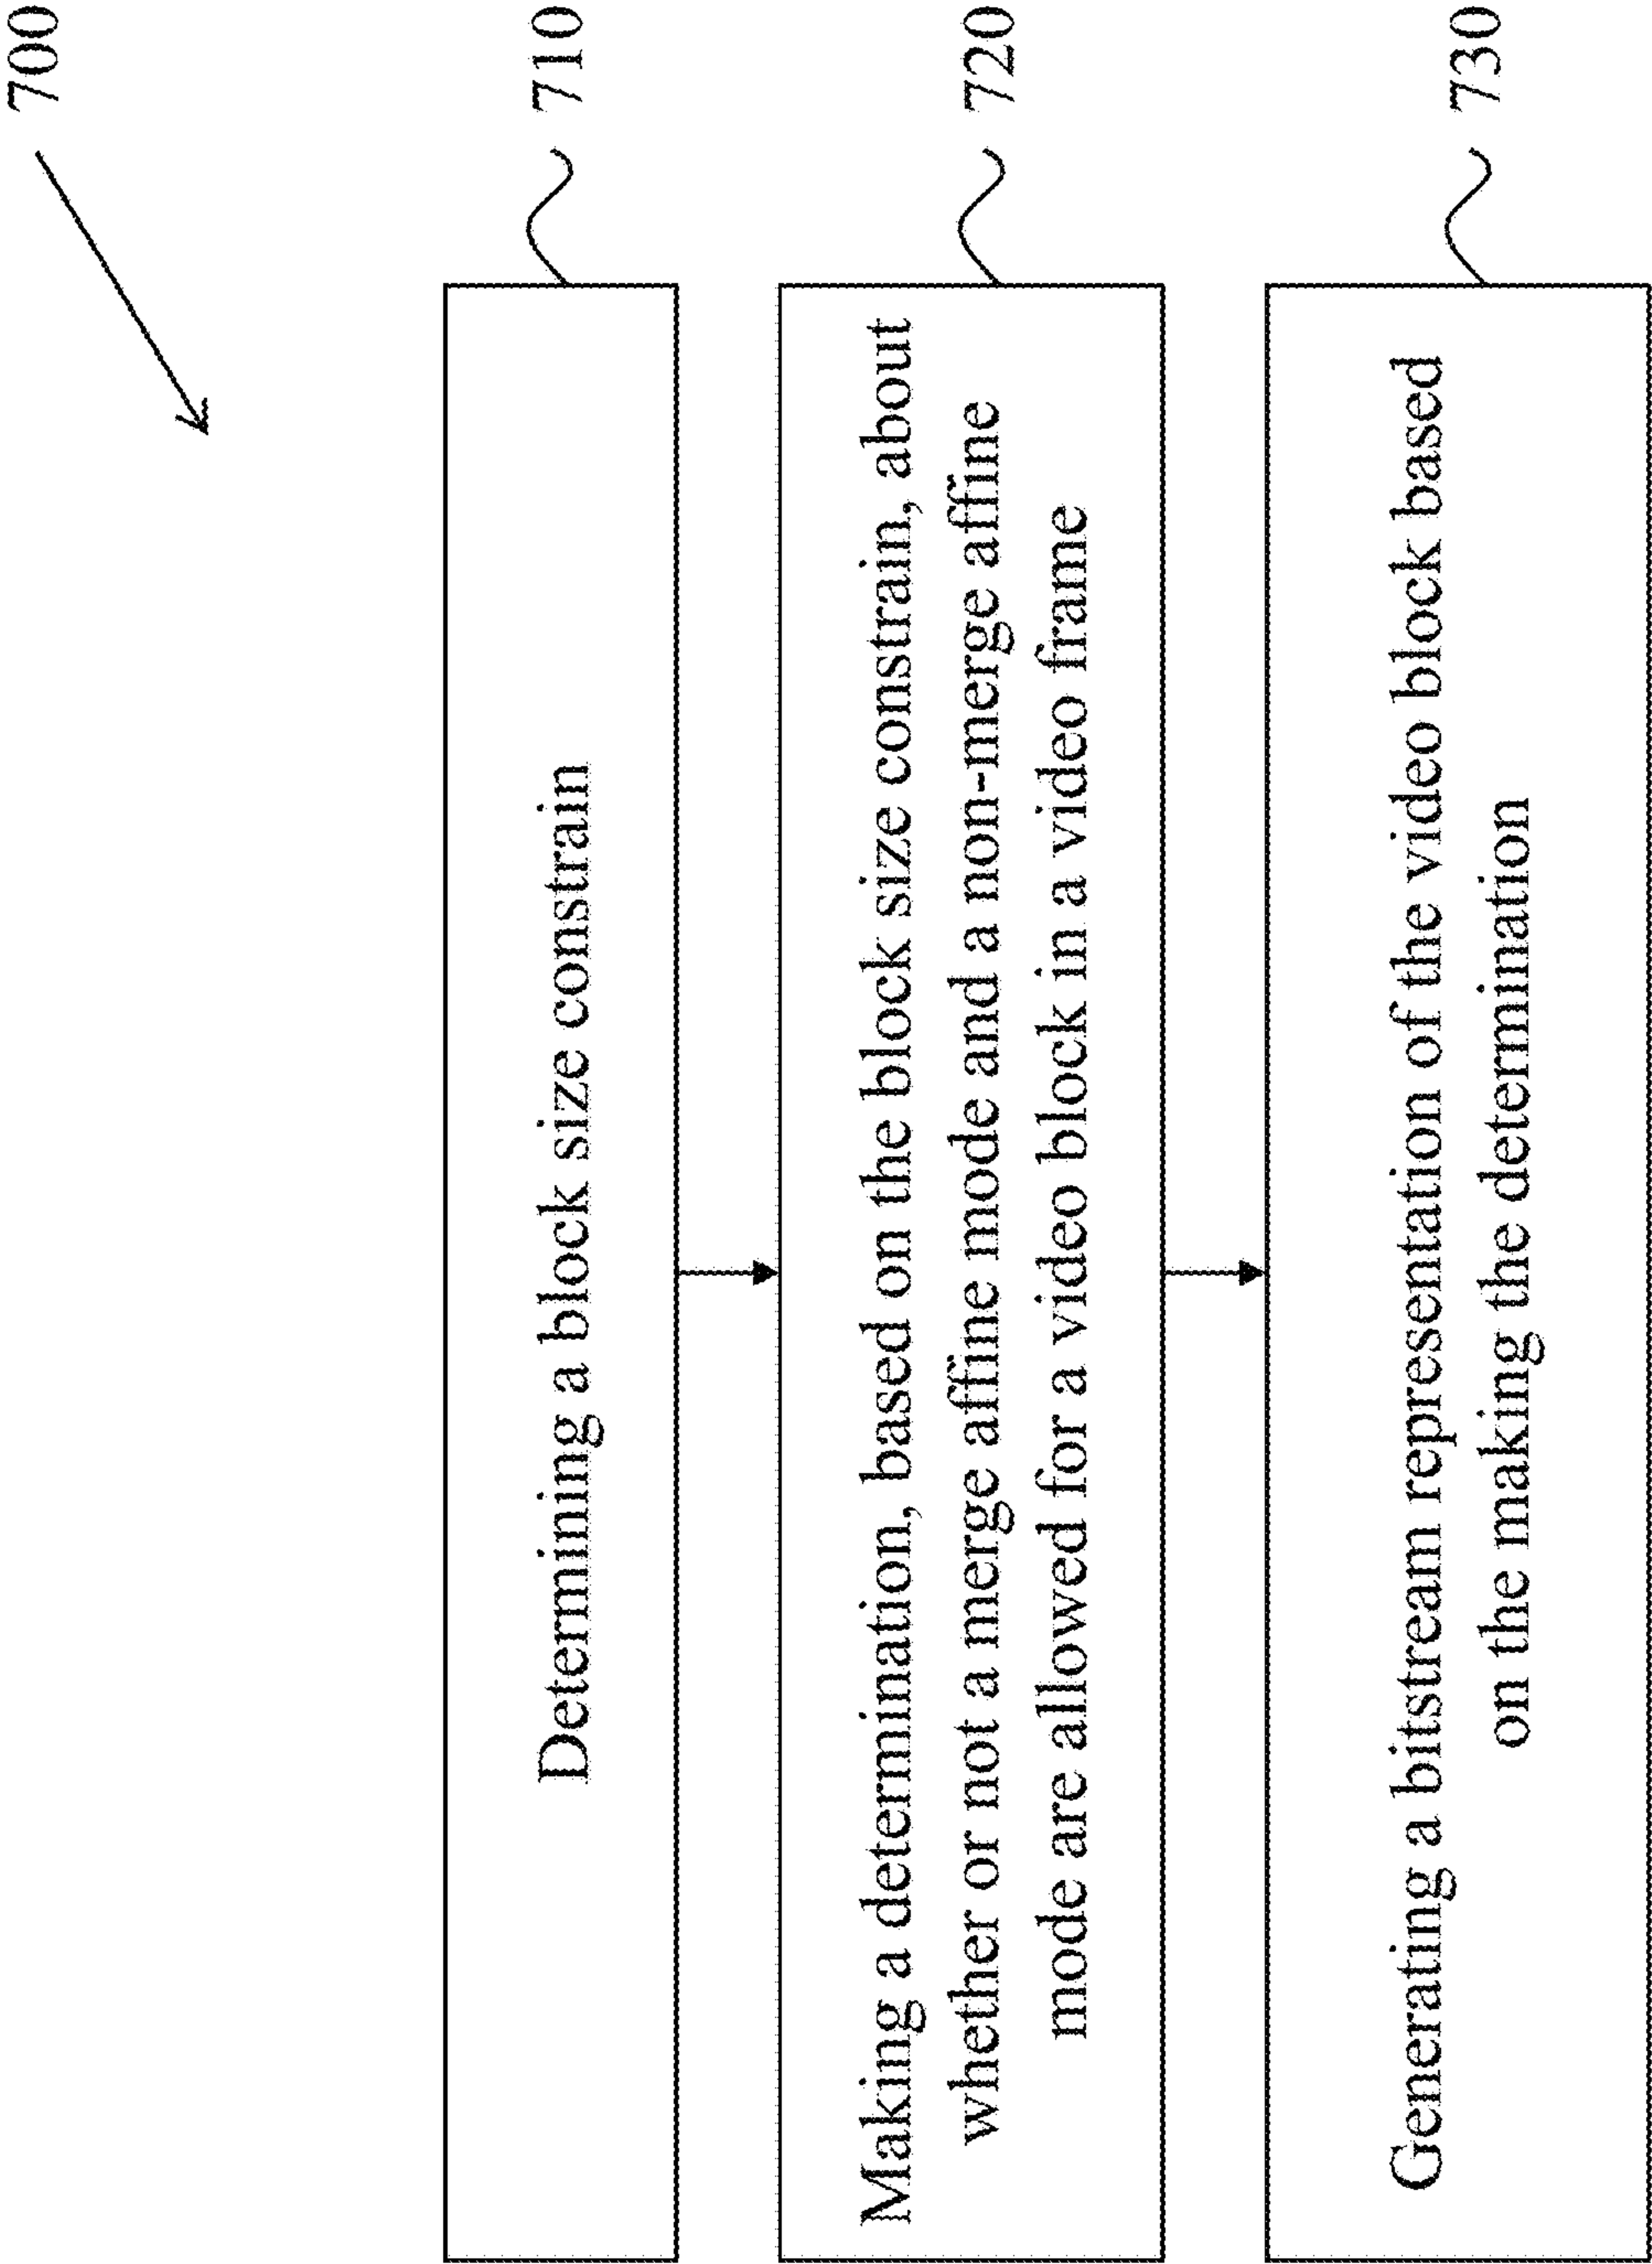 700
Determining a block size constrain
710
Making a determination, based on the block size constrain, about
whether or not a merge affine mode and a non-merge affine
mode are allowed for a video block in a video frame
720
Generating a bitstream representation of the video block based
on the making the determination
730